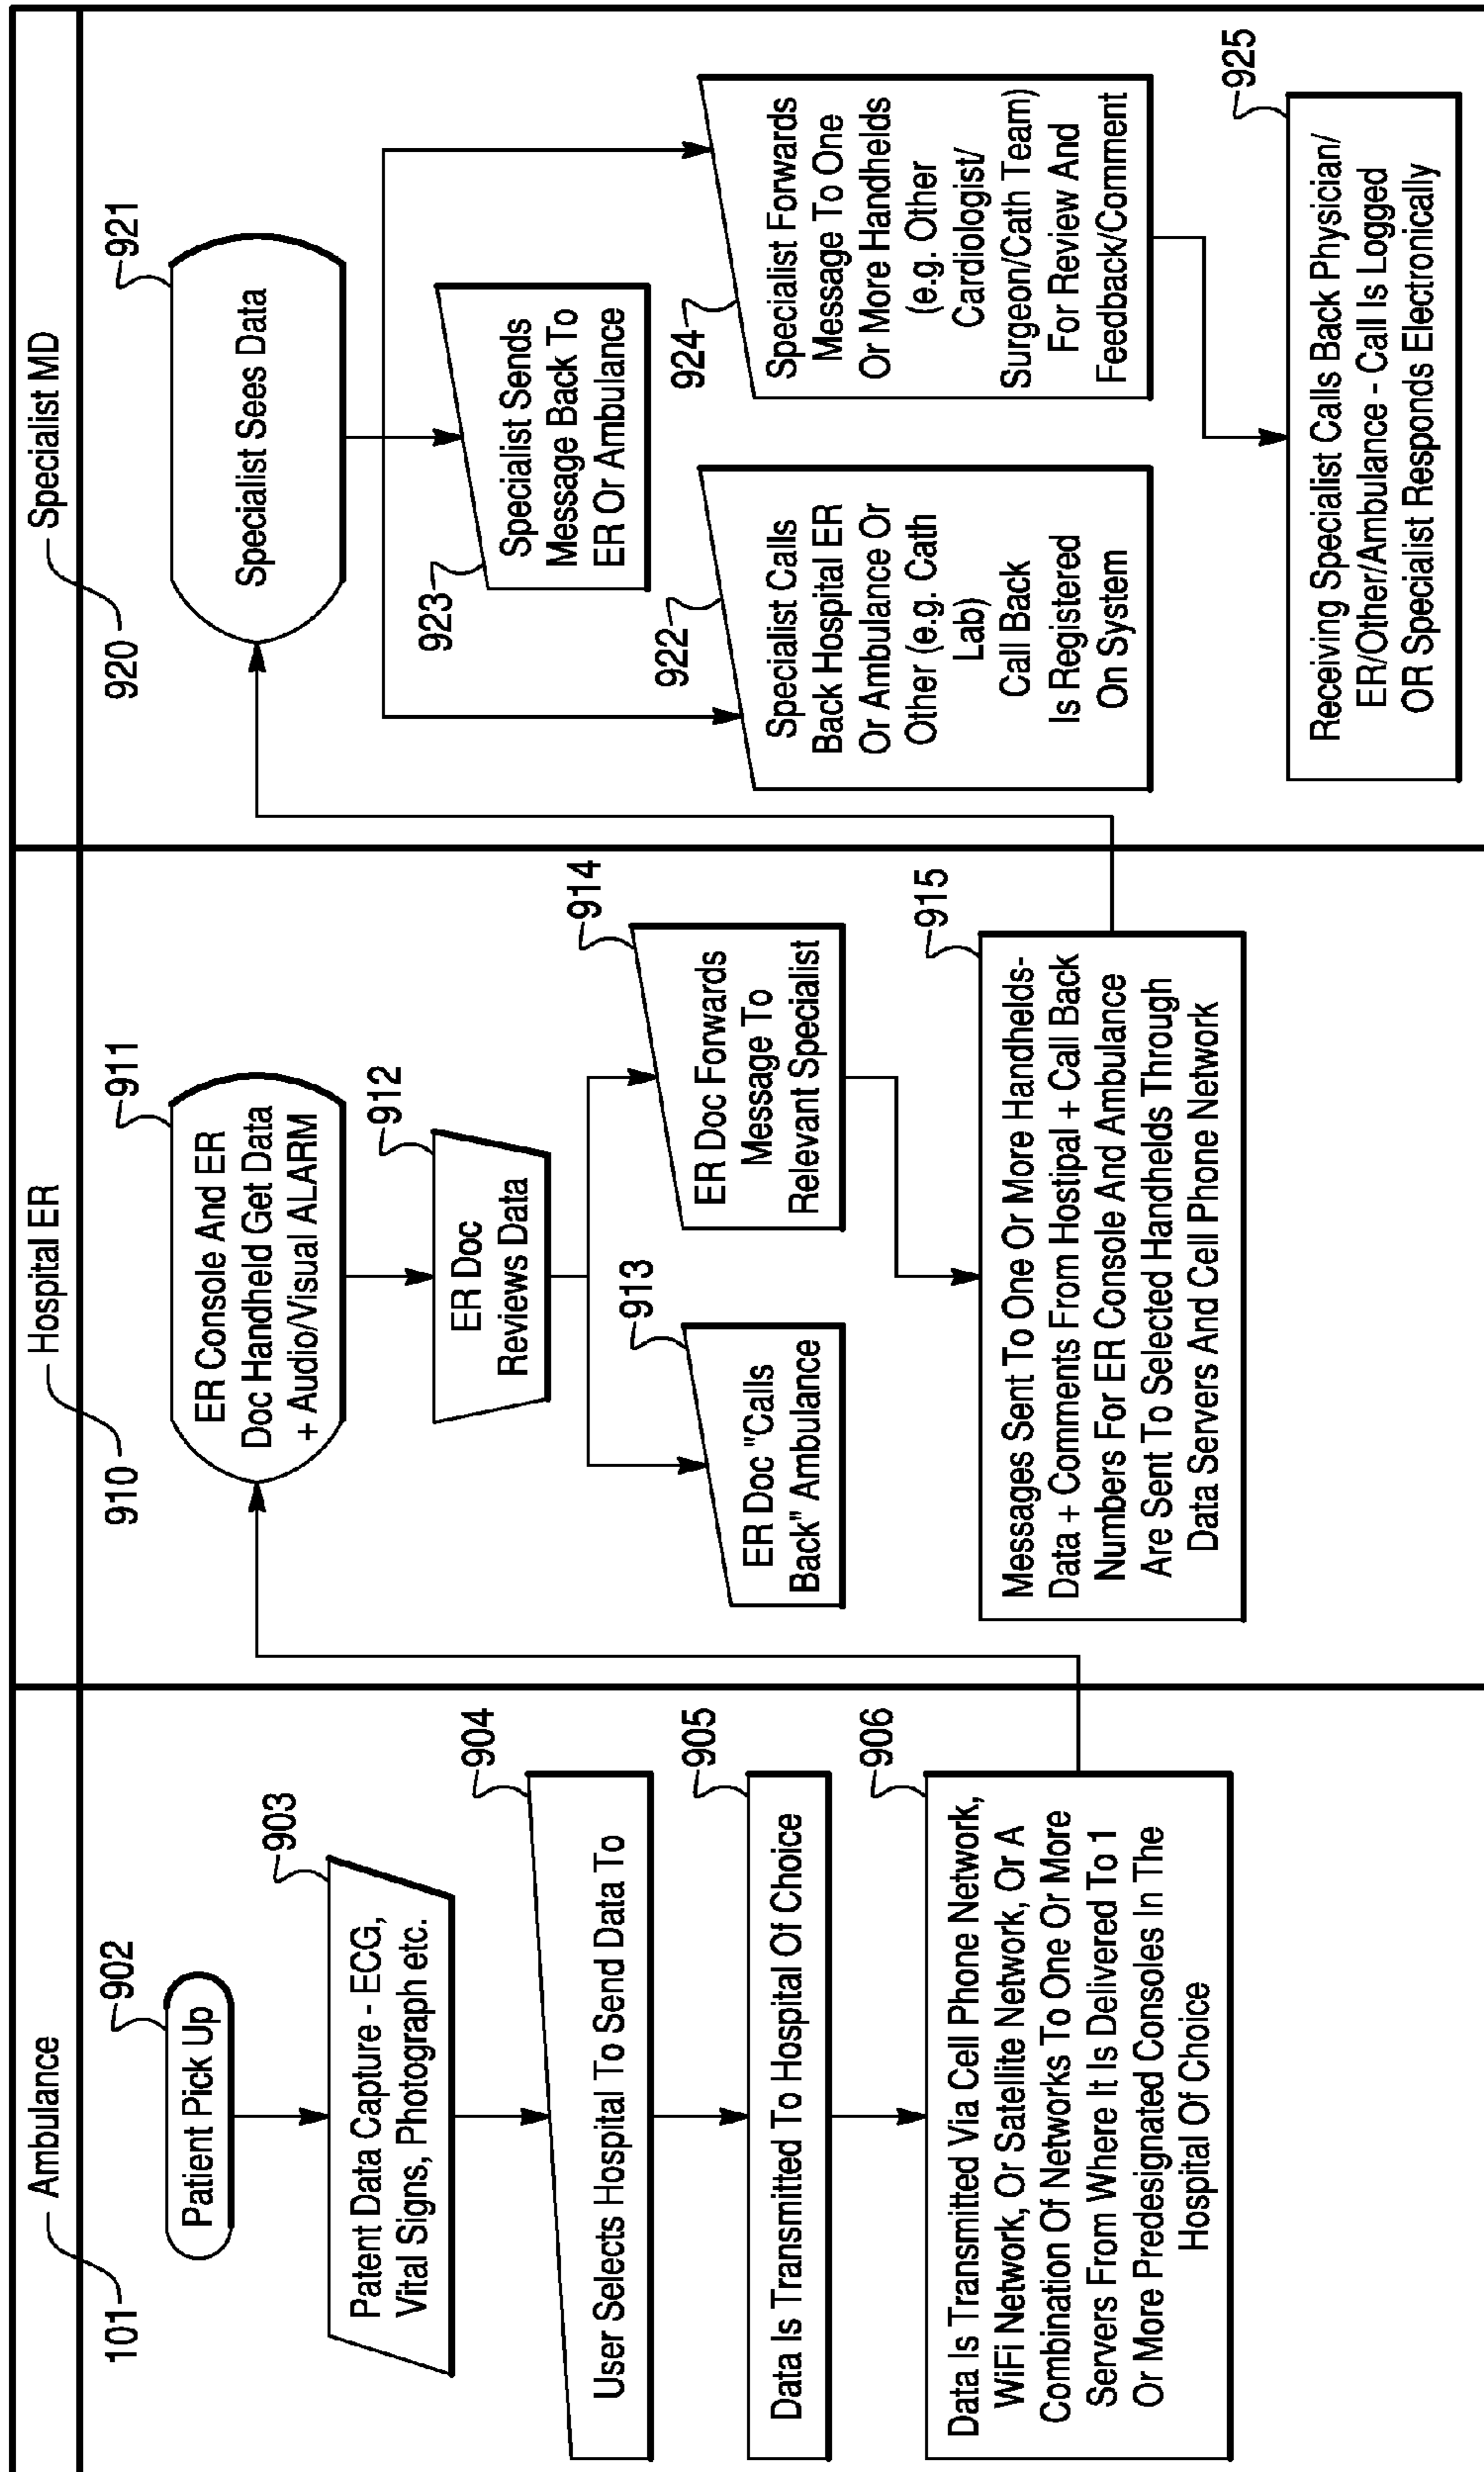 101
Ambulance
902
Patient Pick Up
903
Patent Data Capture - ECG,
Vital Signs, Photograph etc.
904
User Selects Hospital To Send Data To
905
Data Is Transmitted To Hospital Of Choice
906
Data Is Transmitted Via Cell Phone Network,
WiFi Network, Or Satellite Network, Or A
Combination Of Networks To One Or More
Servers From Where It Is Delivered To 1
Or More Predesignated Consoles In The
Hospital Of Choice
910
Hospital ER
911
ER Console And ER
Doc Handheld Get Data
+ Audio/Visual ALARM
912
ER Doc
Reviews Data
913
ER Doc "Calls
Back" Ambulance
914
ER Doc Forwards
Message To
Relevant Specialist
915
Messages Sent To One Or More Handhelds-
Data + Comments From Hostipal + Call Back
Numbers For ER Console And Ambulance
Are Sent To Selected Handhelds Through
Data Servers And Cell Phone Network
920
Specialist MD
921
Specialist Sees Data
923
Specialist Sends
Message Back To
ER Or Ambulance
922
Specialist Calls
Back Hospital ER
Or Ambulance Or
Other (e.g. Cath
Lab)
Call Back
Is Registered
On System
924
Specialist Forwards
Message To One
Or More Handhelds
(e.g. Other
Cardiologist/
Surgeon/Cath Team)
For Review And
Feedback/Comment
925
Receiving Specialist Calls Back Physician/
ER/Other/Ambulance - Call Is Logged
OR Specialist Responds Electronically